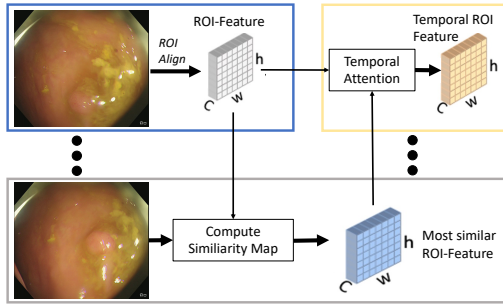 ROI-Feature
ROI
Align
h
C
w
Temporal ROI
Feature
Temporal
Attention
h
C
w
Compute
Similiarity Map
h
C
w
Most similar
ROI-Feature